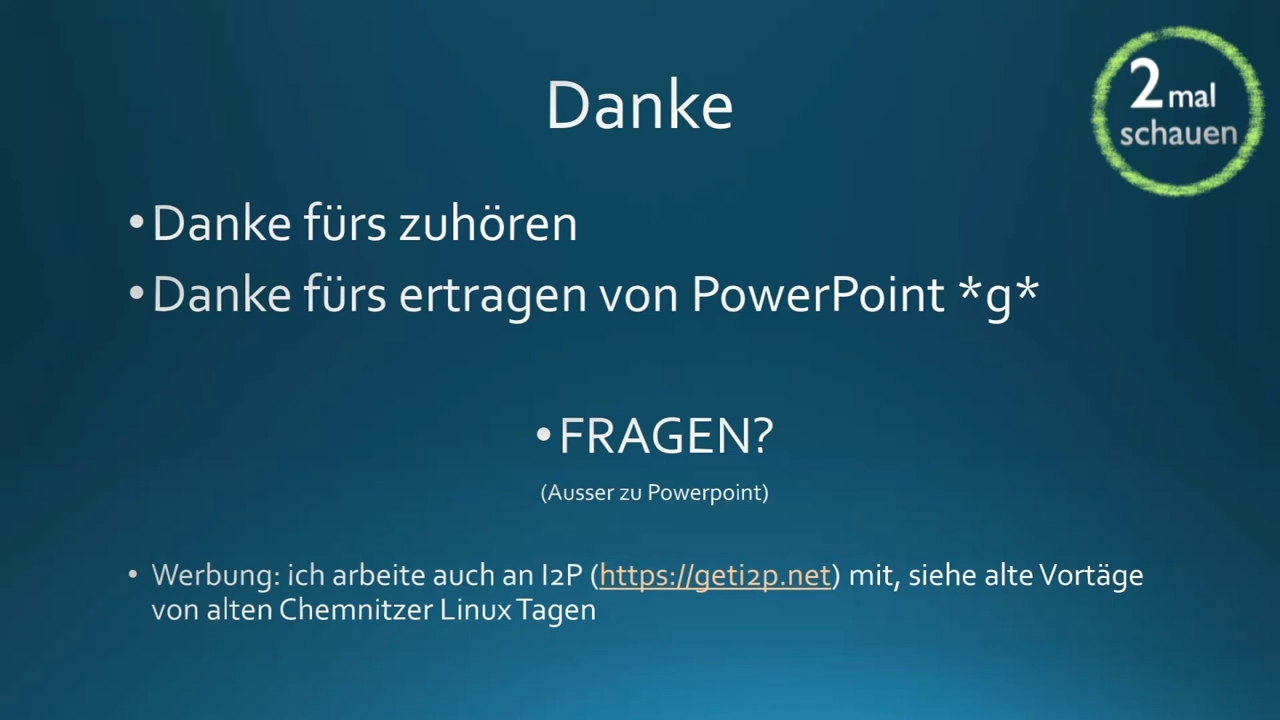 2 mal
schauen
Danke
•Danke fürs zuhören
•Danke fürs ertragen von PowerPoint *g*
•FRAGEN?
(Ausser zu Powerpoint)
• Werbung: ich arbeite auch an I2P (https://geti2p.net) mit, siehe alte Vortäge
von alten Chemnitzer Linux Tagen